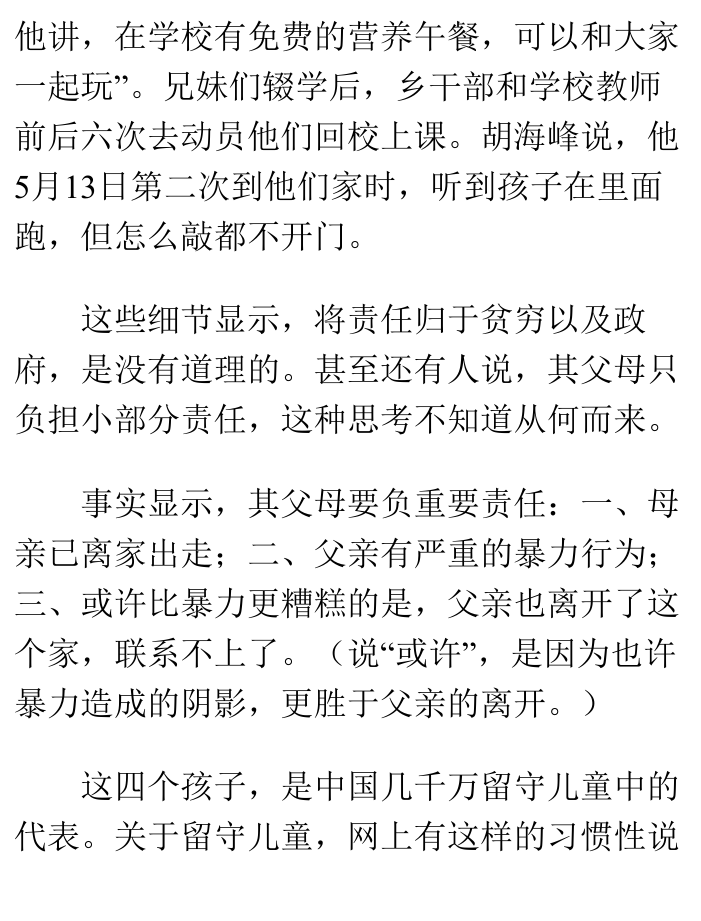 他讲，在学校有免费的营养午餐，可以和大家
一起玩”。兄妹们辍学后，乡干部和学校教师
前后六次去动员他们回校上课。胡海峰说，他
5月13日第二次到他们家时，听到孩子在里面
跑，但怎么敲都不开门。
这些细节显示，将责任归于贫穷以及政
府，是没有道理的。甚至还有人说，其父母只
负担小部分责任，这种思考不知道从何而来。
事实显示，其父母要负重要责任：一、母
亲已离家出走；二、父亲有严重的暴力行为；
三、或许比暴力更糟糕的是，父亲也离开了这
个家，联系不上了。（说“或许”，是因为也许
暴力造成的阴影，更胜于父亲的离开。）
这四个孩子，是中国几千万留守儿童中的
代表。关于留守儿童，网上有这样的习惯性说